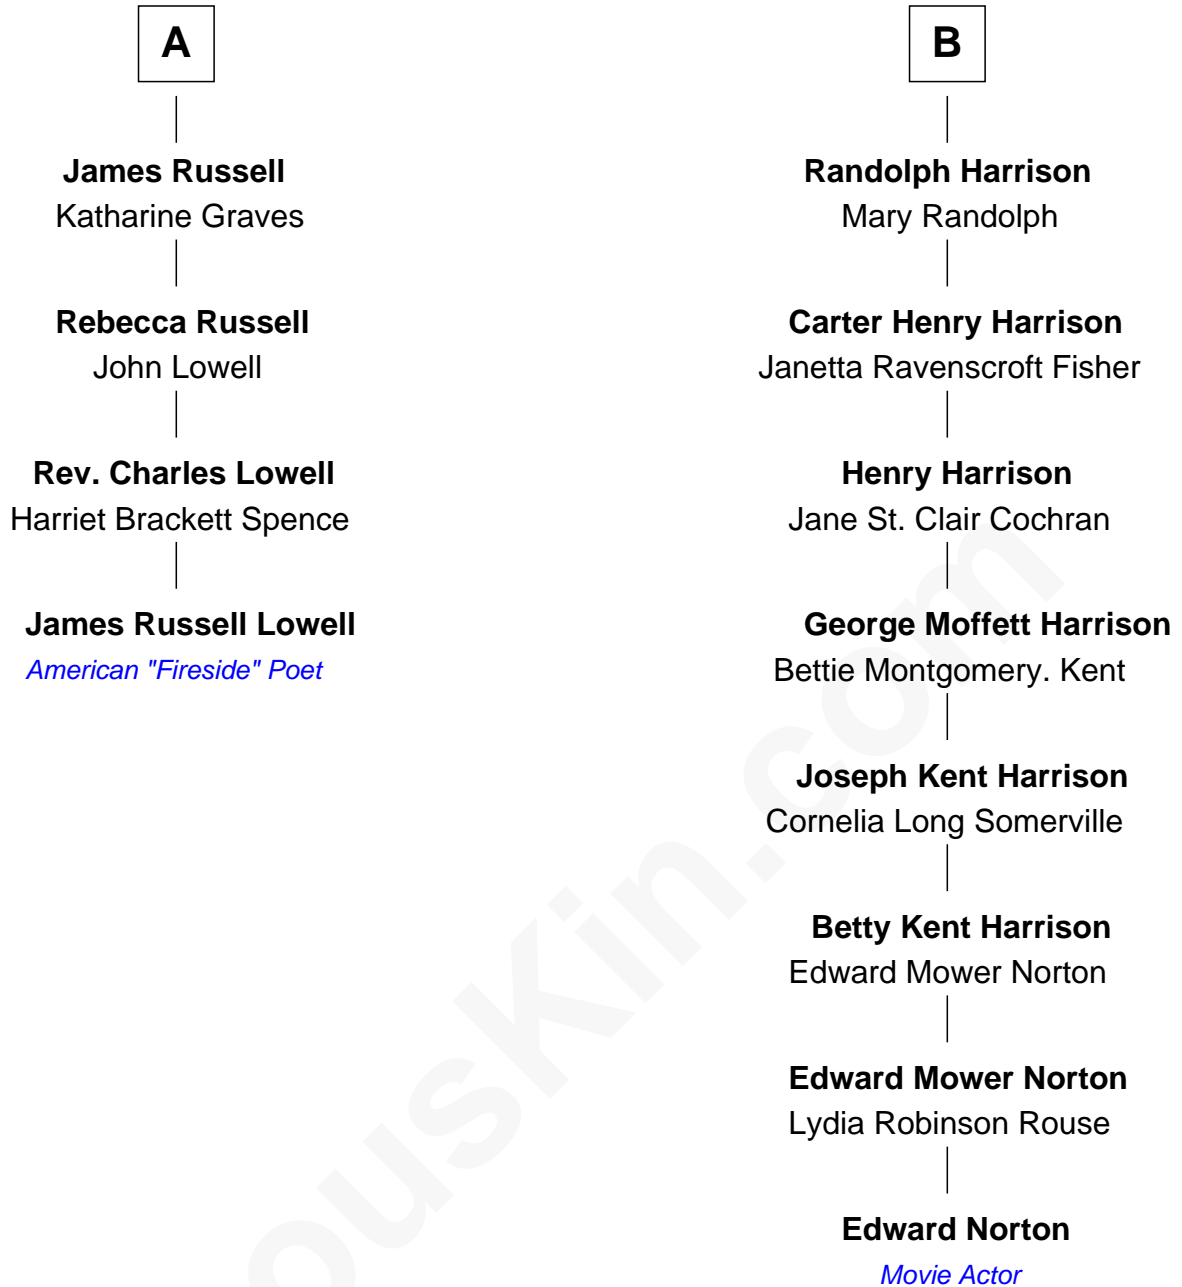 A
James Russell
Katharine Graves
Rebecca Russell
John Lowell
Rev. Charles Lowell
Harriet Brackett Spence
James Russell Lowell
American "Fireside" Poet
B
Randolph Harrison
Mary Randolph
Carter Henry Harrison
Janetta Ravenscroft Fisher
Henry Harrison
Jane St. Clair Cochran
George Moffett Harrison
Bettie Montgomery. Kent
Joseph Kent Harrison
Cornelia Long Somerville
Betty Kent Harrison
Edward Mower Norton
Edward Mower Norton
Lydia Robinson Rouse
Edward Norton
Movie Actor
ousKin.com